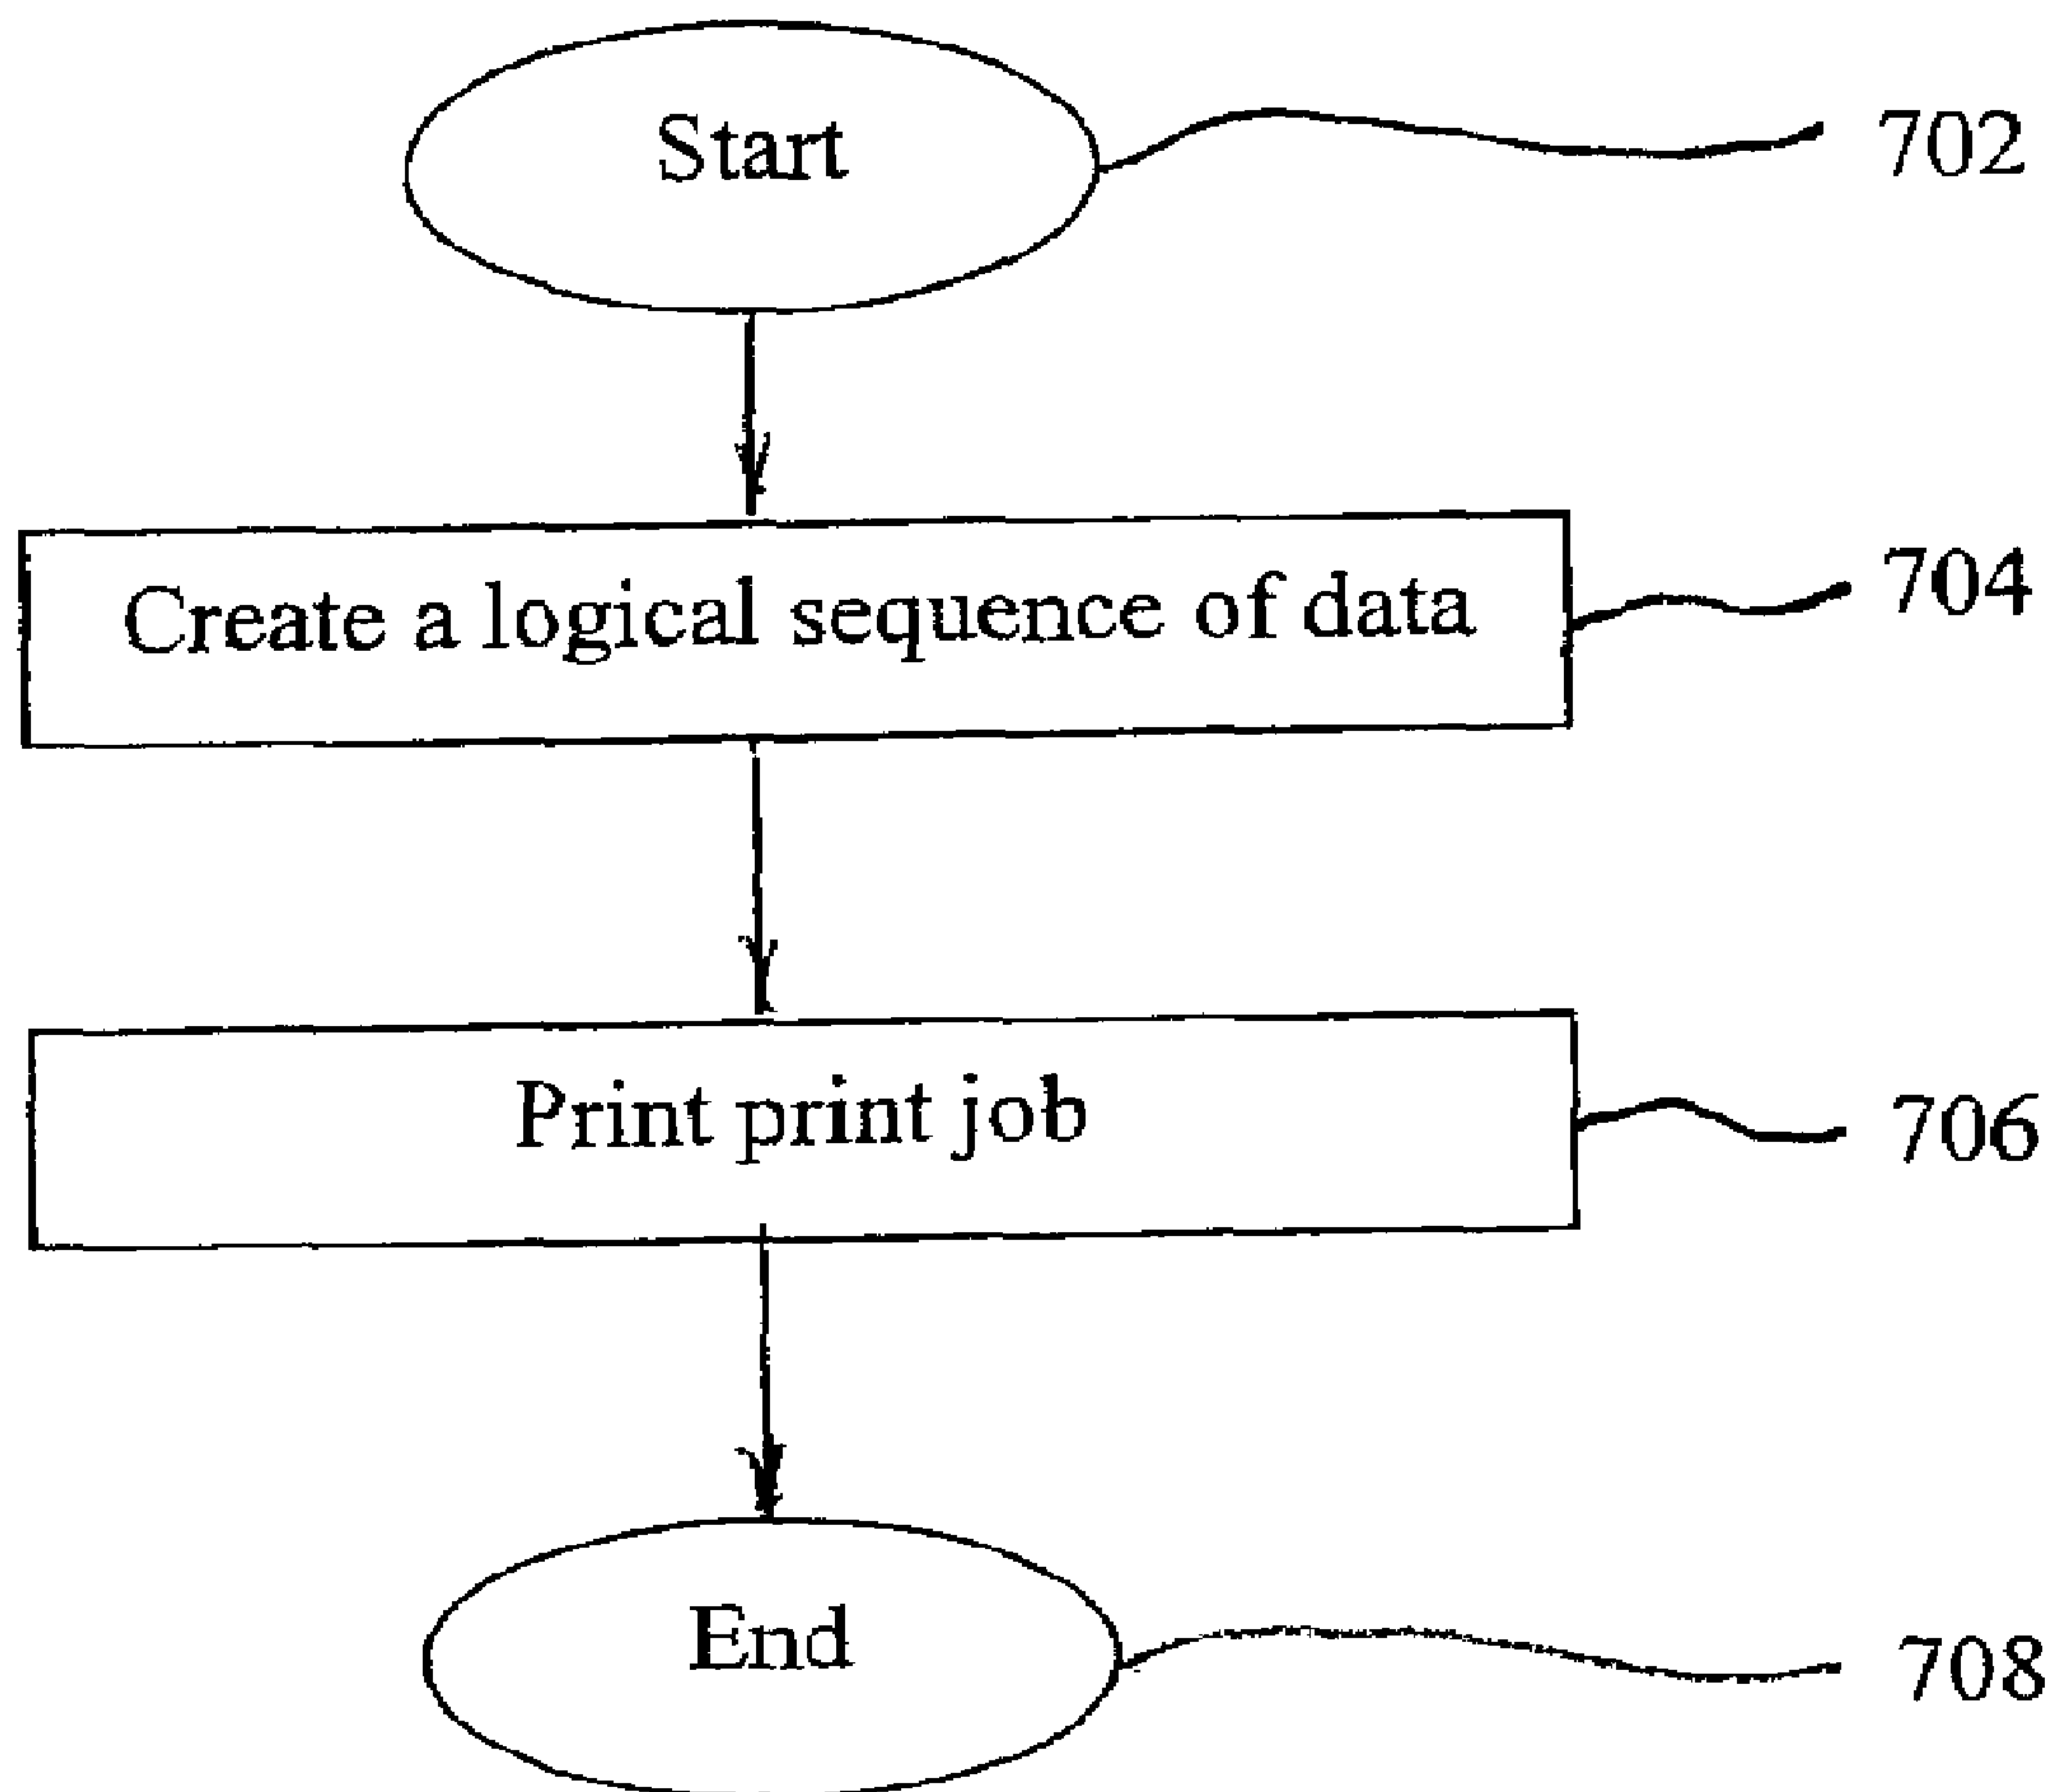 Start
702
Create a logical sequence of data
704
Print print job
706
End
708